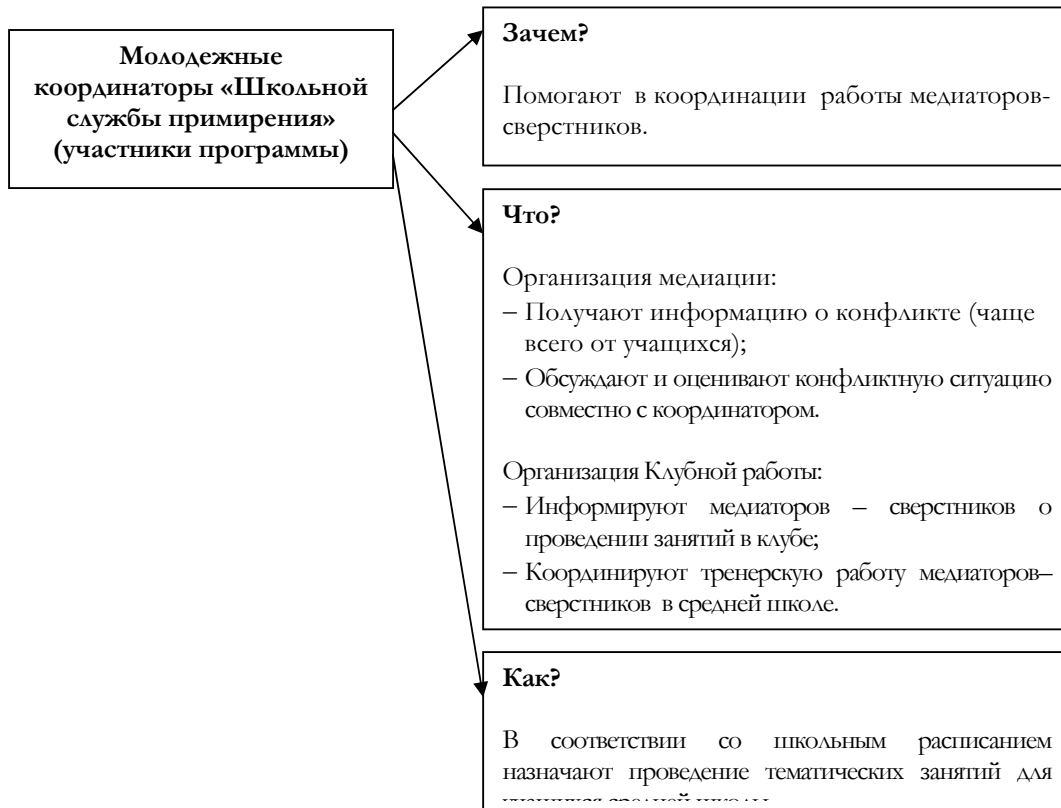 Молодежные
координаторы «Школьной
службы примирения»
(участники программы)
Зачем?
Помогают в координации работы медиаторов-
сверстников.
Что?
Организация медиации:
− Получают информацию о конфликте (чаще
всего от учащихся);
− Обсуждают и оценивают конфликтную ситуацию
совместно с координатором.
Организация Клубной работы:
− Информируют медиаторов – сверстников о
проведении занятий в клубе;
− Координируют тренерскую работу медиаторов–
сверстников в средней школе.
Как?
В соответствии со школьным расписанием
назначают проведение тематических занятий для